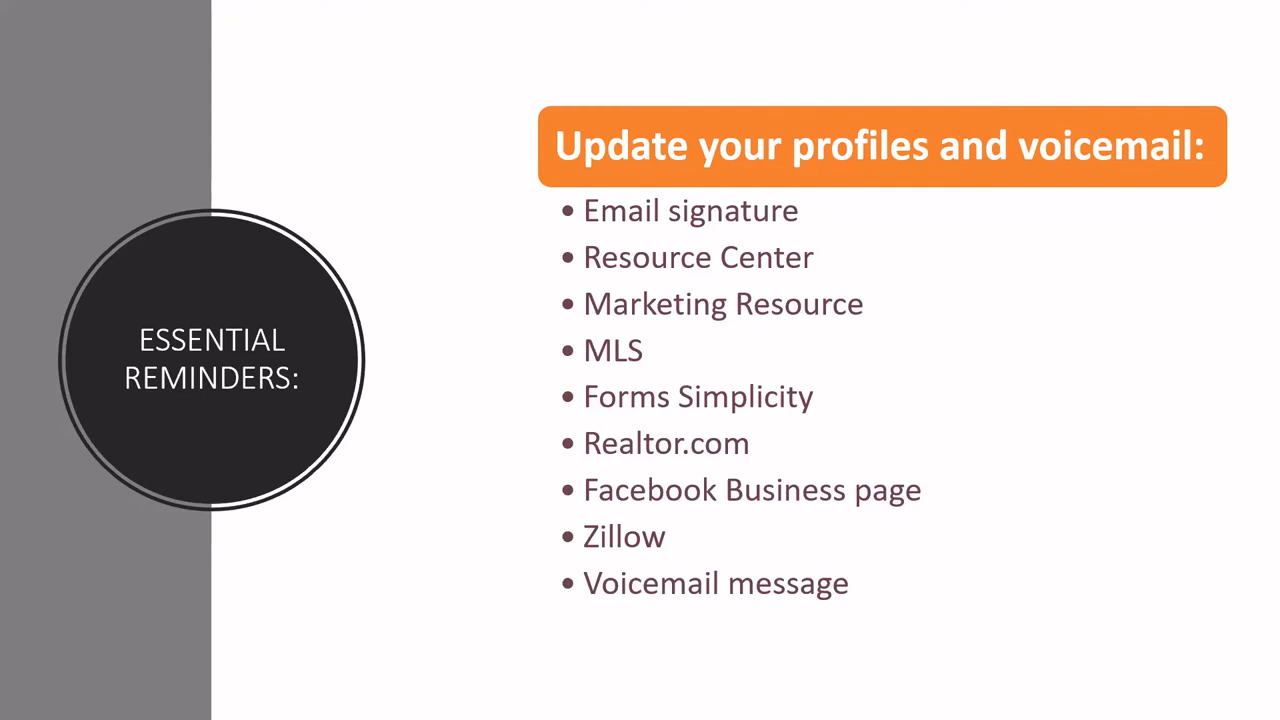 ESSENTIAL
REMINDERS:
Update your profiles and voicemail:
• Email signature
• Resource Center
• Marketing Resource
• MLS
• Forms Simplicity
• Realtor.com
• Facebook Business page
• Zillow
• Voicemail message